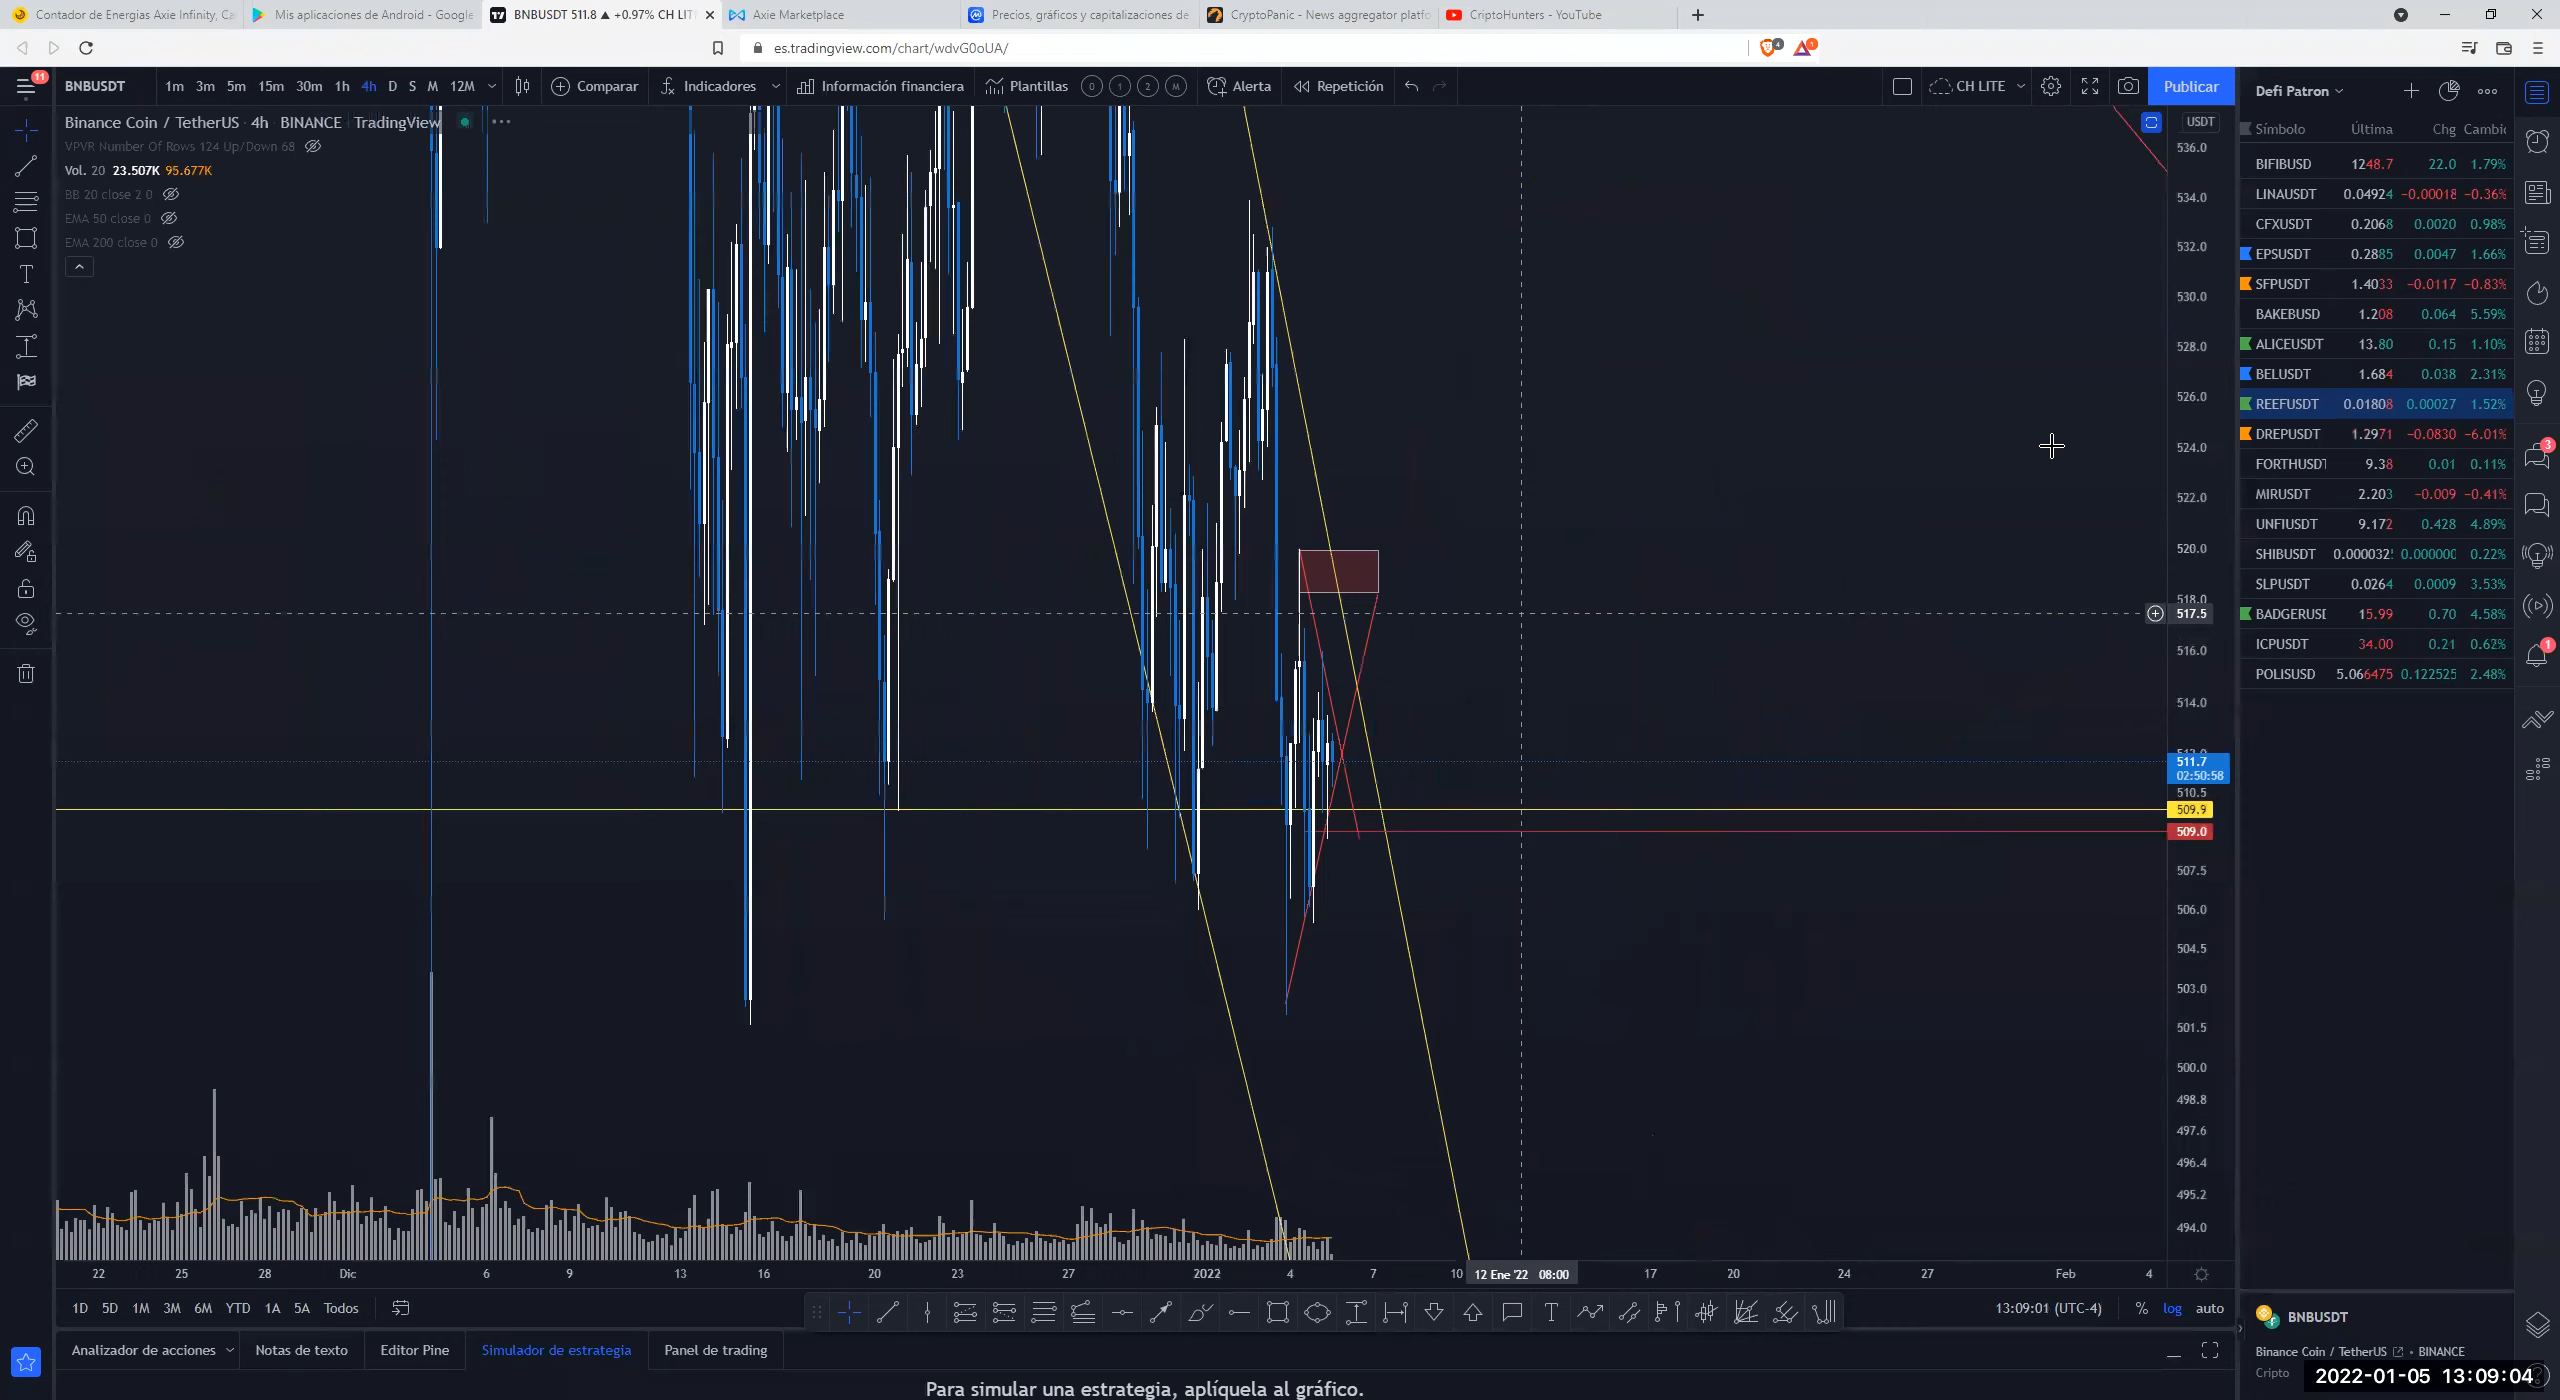 Contador de Energias Axie Infinity, Ca
Mis aplicaciones de Android - Google
BNBUSDT 511.8 ▲ +0.97% CH LIT
Axie Marketplace
Precios, gráficos y capitalizaciones de
CryptoPanic - News aggregator platfo
CriptoHunters - YouTube
es.tradingview.com/chart/wdvG0oUA/
4
1
11
BNBUSDT
1m 3m 5m 15m 30m 1h 4h D S M 12M
Comparar
Indicadores
Información financiera
Plantillas
0 1 2 M
Alerta
Repetición
CH LITE
Publicar
Defi Patron
Binance Coin / TetherUS · 4h · BINANCE · TradingView
VPVR Number Of Rows 124 Up/Down 68
Vol. 20 23.507K 95.677K
BB 20 close 2 0
EMA 50 close 0
EMA 200 close 0
USDT
536.0
534.0
532.0
530.0
528.0
526.0
524.0
522.0
520.0
518.0
517.5
516.0
514.0
511.7
02:50:58
510.5
509.9
509.0
507.5
506.0
504.5
503.0
501.5
500.0
498.8
497.6
496.4
495.2
494.0
Símbolo Última Chg Cambic
BIFIBUSD 1248.7 22.0 1.79%
LINAUSDT 0.04924 −0.00018 −0.36%
CFXUSDT 0.2068 0.0020 0.98%
EPSUSDT 0.2885 0.0047 1.66%
SFPUSDT 1.4033 −0.0117 −0.83%
BAKEBUSD 1.208 0.064 5.59%
ALICEUSDT 13.80 0.15 1.10%
BELUSDT 1.684 0.038 2.31%
REEFUSDT 0.01808 0.00027 1.52%
DREPUSDT 1.2971 −0.0830 −6.01%
FORTHUSDT 9.38 0.01 0.11%
MIRUSDT 2.203 −0.009 −0.41%
UNFIUSDT 9.172 0.428 4.89%
SHIBUSDT 0.0000325 0.000000 0.22%
SLPUSDT 0.0264 0.0009 3.53%
BADGERUSD 15.99 0.70 4.58%
ICPUSDT 34.00 0.21 0.62%
POLISUSD 5.066475 0.122525 2.48%
3
1
22 25 28 Dic 6 9 13 16 20 23 27 2022 4 7 10 12 Ene '22 08:00 17 20 24 27 Feb 4
1D 5D 1M 3M 6M YTD 1A 5A Todos
13:09:01 (UTC-4) % log auto
Analizador de acciones
Notas de texto
Editor Pine
Simulador de estrategia
Panel de trading
Para simular una estrategia, aplíquela al gráfico.
BNBUSDT
Binance Coin / TetherUS • BINANCE
Cripto
2022-01-05 13:09:04